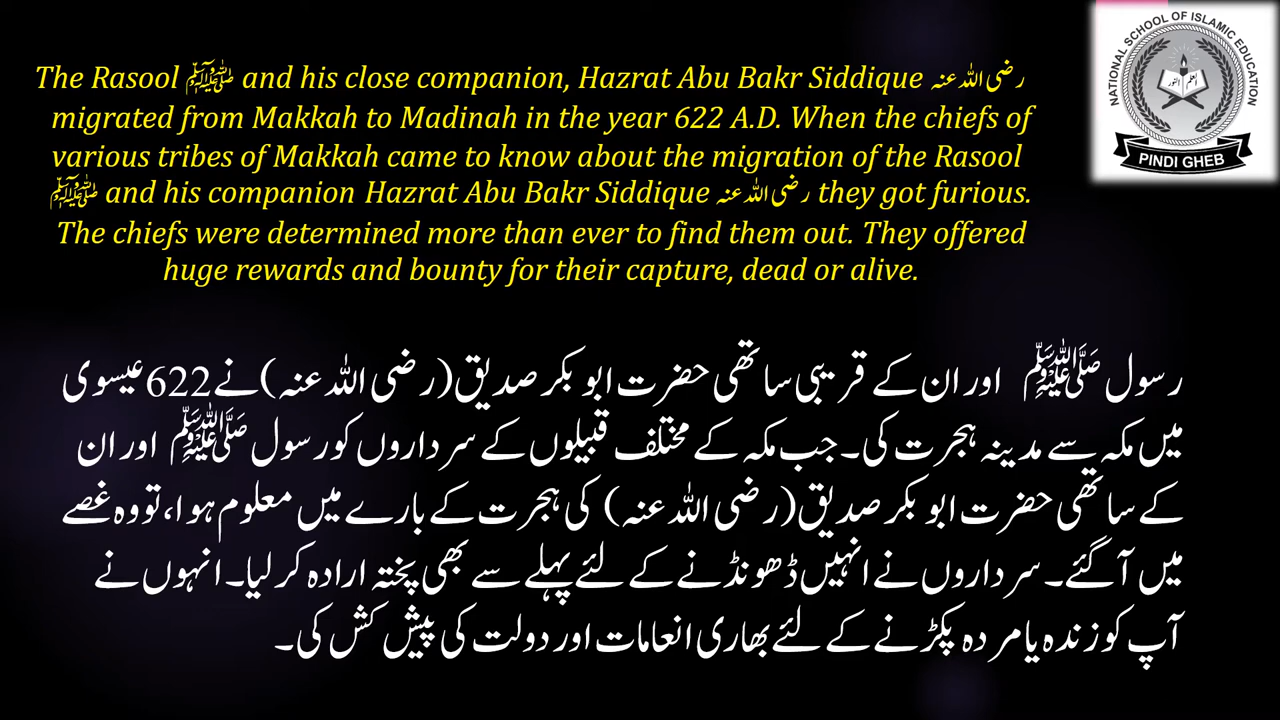 The Rasool ﷺ and his close companion, Hazrat Abu Bakr Siddique رضی اللہ عنہ
migrated from Makkah to Madinah in the year 622 A.D. When the chiefs of
various tribes of Makkah came to know about the migration of the Rasool
ﷺ and his companion Hazrat Abu Bakr Siddique رضی اللہ عنہ they got furious.
The chiefs were determined more than ever to find them out. They offered
huge rewards and bounty for their capture, dead or alive.
NATIONAL SCHOOL OF ISLAMIC EDUCATION
PINDI GHEB
رسول ﷺ اور ان کے قریبی ساتھی حضرت ابو بکر صدیق(رضی اللہ عنہ)نے622عیسوی
میں مکہ سے مدینہ ہجرت کی۔جب مکہ کے مختلف قبیلوں کے سرداروں کو رسول ﷺ اور ان
کے ساتھی حضرت ابو بکر صدیق(رضی اللہ عنہ) کی ہجرت کے بارے میں معلوم ہوا،تو وہ غصے
میں آگئے۔سرداروں نے انہیں ڈھونڈنے کے لئے پہلے سے بھی پختہ ارادہ کر لیا۔انہوں نے
آپ کو زندہ یا مردہ پکڑنے کے لئے بھاری انعامات اور دولت کی پیش کش کی۔